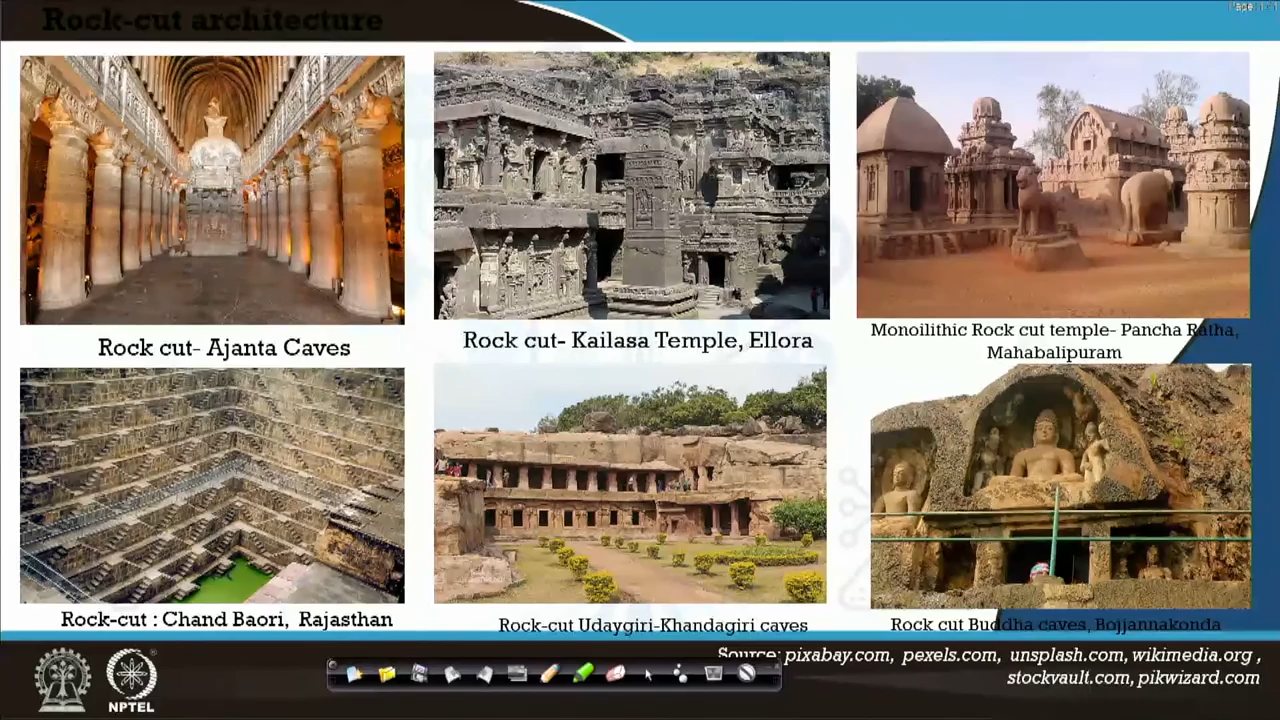 Rock-cut architecture
Rock cut- Ajanta Caves
Rock cut- Kailasa Temple, Ellora
Monoilithic Rock cut temple- Pancha Ratha,
Mahabalipuram
Rock-cut : Chand Baori, Rajasthan
Rock-cut Udaygiri-Khandagiri caves
Rock cut Buddha caves, Bojjannakonda
Source: pixabay.com, pexels.com, unsplash.com, wikimedia.org ,
stockvault.com, pikwizard.com
NPTEL